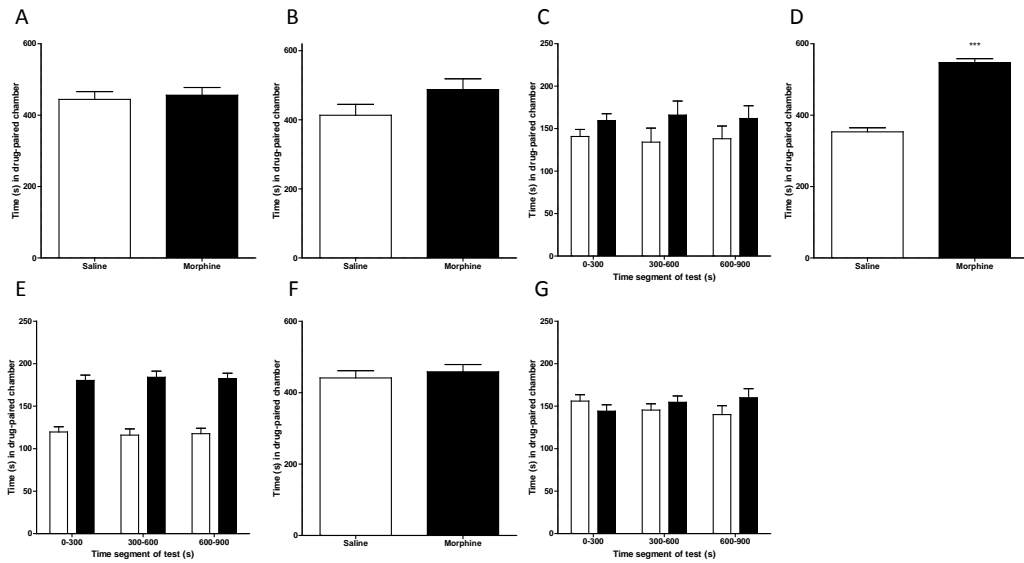 A
Time (s) in drug-paired chamber
600
400
200
0
Saline Morphine
B
Time (s) in drug-paired chamber
600
400
200
0
Saline Morphine
C
Time (s) in drug-paired chamber
250
200
150
100
50
0
0-300 300-600 600-900
Time segment of test (s)
D
Time (s) in drug-paired chamber
600
400
200
0
***
Saline Morphine
E
Time (s) in drug-paired chamber
250
200
150
100
50
0
0-300 300-600 600-900
Time segment of test (s)
F
Time (s) in drug-paired chamber
600
400
200
0
Saline Morphine
G
Time (s) in drug-paired chamber
250
200
150
100
50
0
0-300 300-600 600-900
Time segment of test (s)